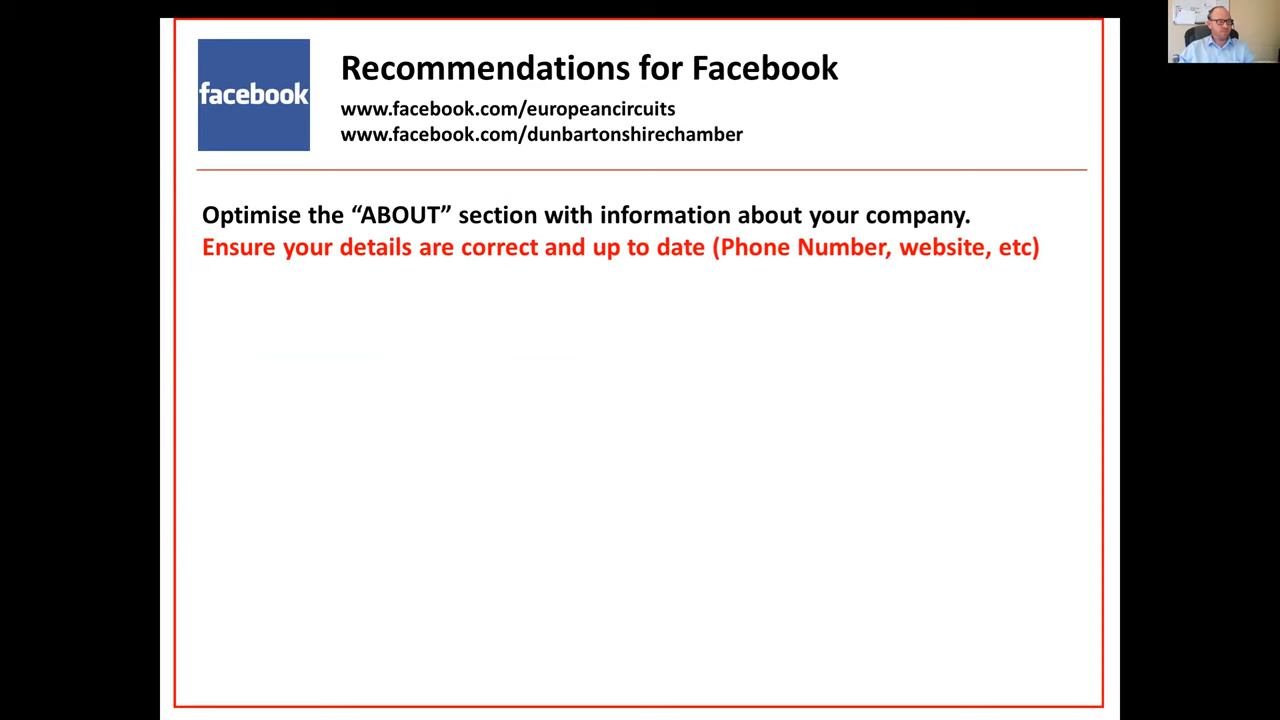 facebook
Recommendations for Facebook
www.facebook.com/europeancircuits
www.facebook.com/dunbartonshirechamber
Optimise the “ABOUT” section with information about your company.
Ensure your details are correct and up to date (Phone Number, website, etc)